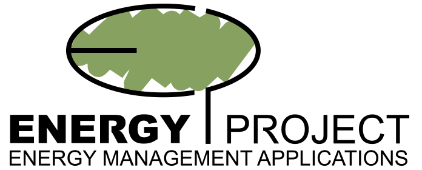 ENERGY PROJECT
ENERGY MANAGEMENT APPLICATIONS